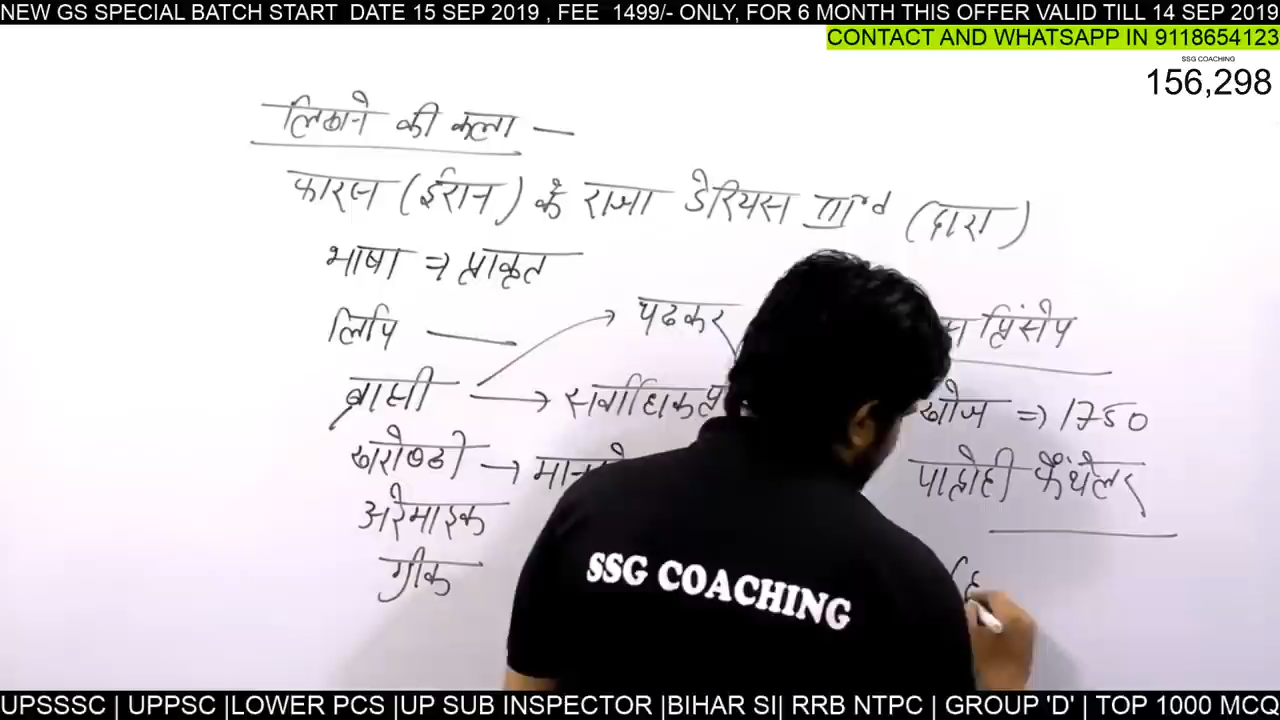 NEW GS SPECIAL BATCH START DATE 15 SEP 2019 , FEE 1499/- ONLY, FOR 6 MONTH THIS OFFER VALID TILL 14 SEP 2019
CONTACT AND WHATSAPP IN 9118654123
SSG COACHING
156,298
लिखने की कला —
फारस (ईरान) के राजा डेरियस IIIrd (दारा)
भाषा ⇒ प्राकृत
लिपि —
→ पढकर प्रिंसेप
ब्राह्मी → सर्वाधिक खोज ⇒ 1750
खरोष्ठी → पाद्रेटी फैंथैलर
अरेमाइक
ग्रीक
SSG COACHING
UPSSSC | UPPSC |LOWER PCS |UP SUB INSPECTOR |BIHAR SI| RRB NTPC | GROUP 'D' | TOP 1000 MCQ